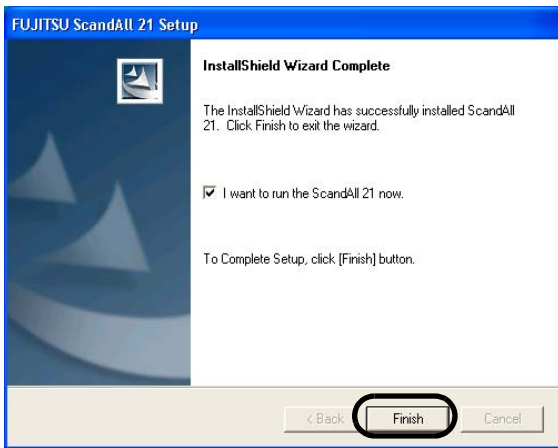 FUJITSU ScandAll 21 Setup
InstallShield Wizard Complete
The InstallShield Wizard has successfully installed ScandAll
21. Click Finish to exit the wizard.
I want to run the ScandAll 21 now.
To Complete Setup, click [Finish] button.
< Back
Finish
Cancel